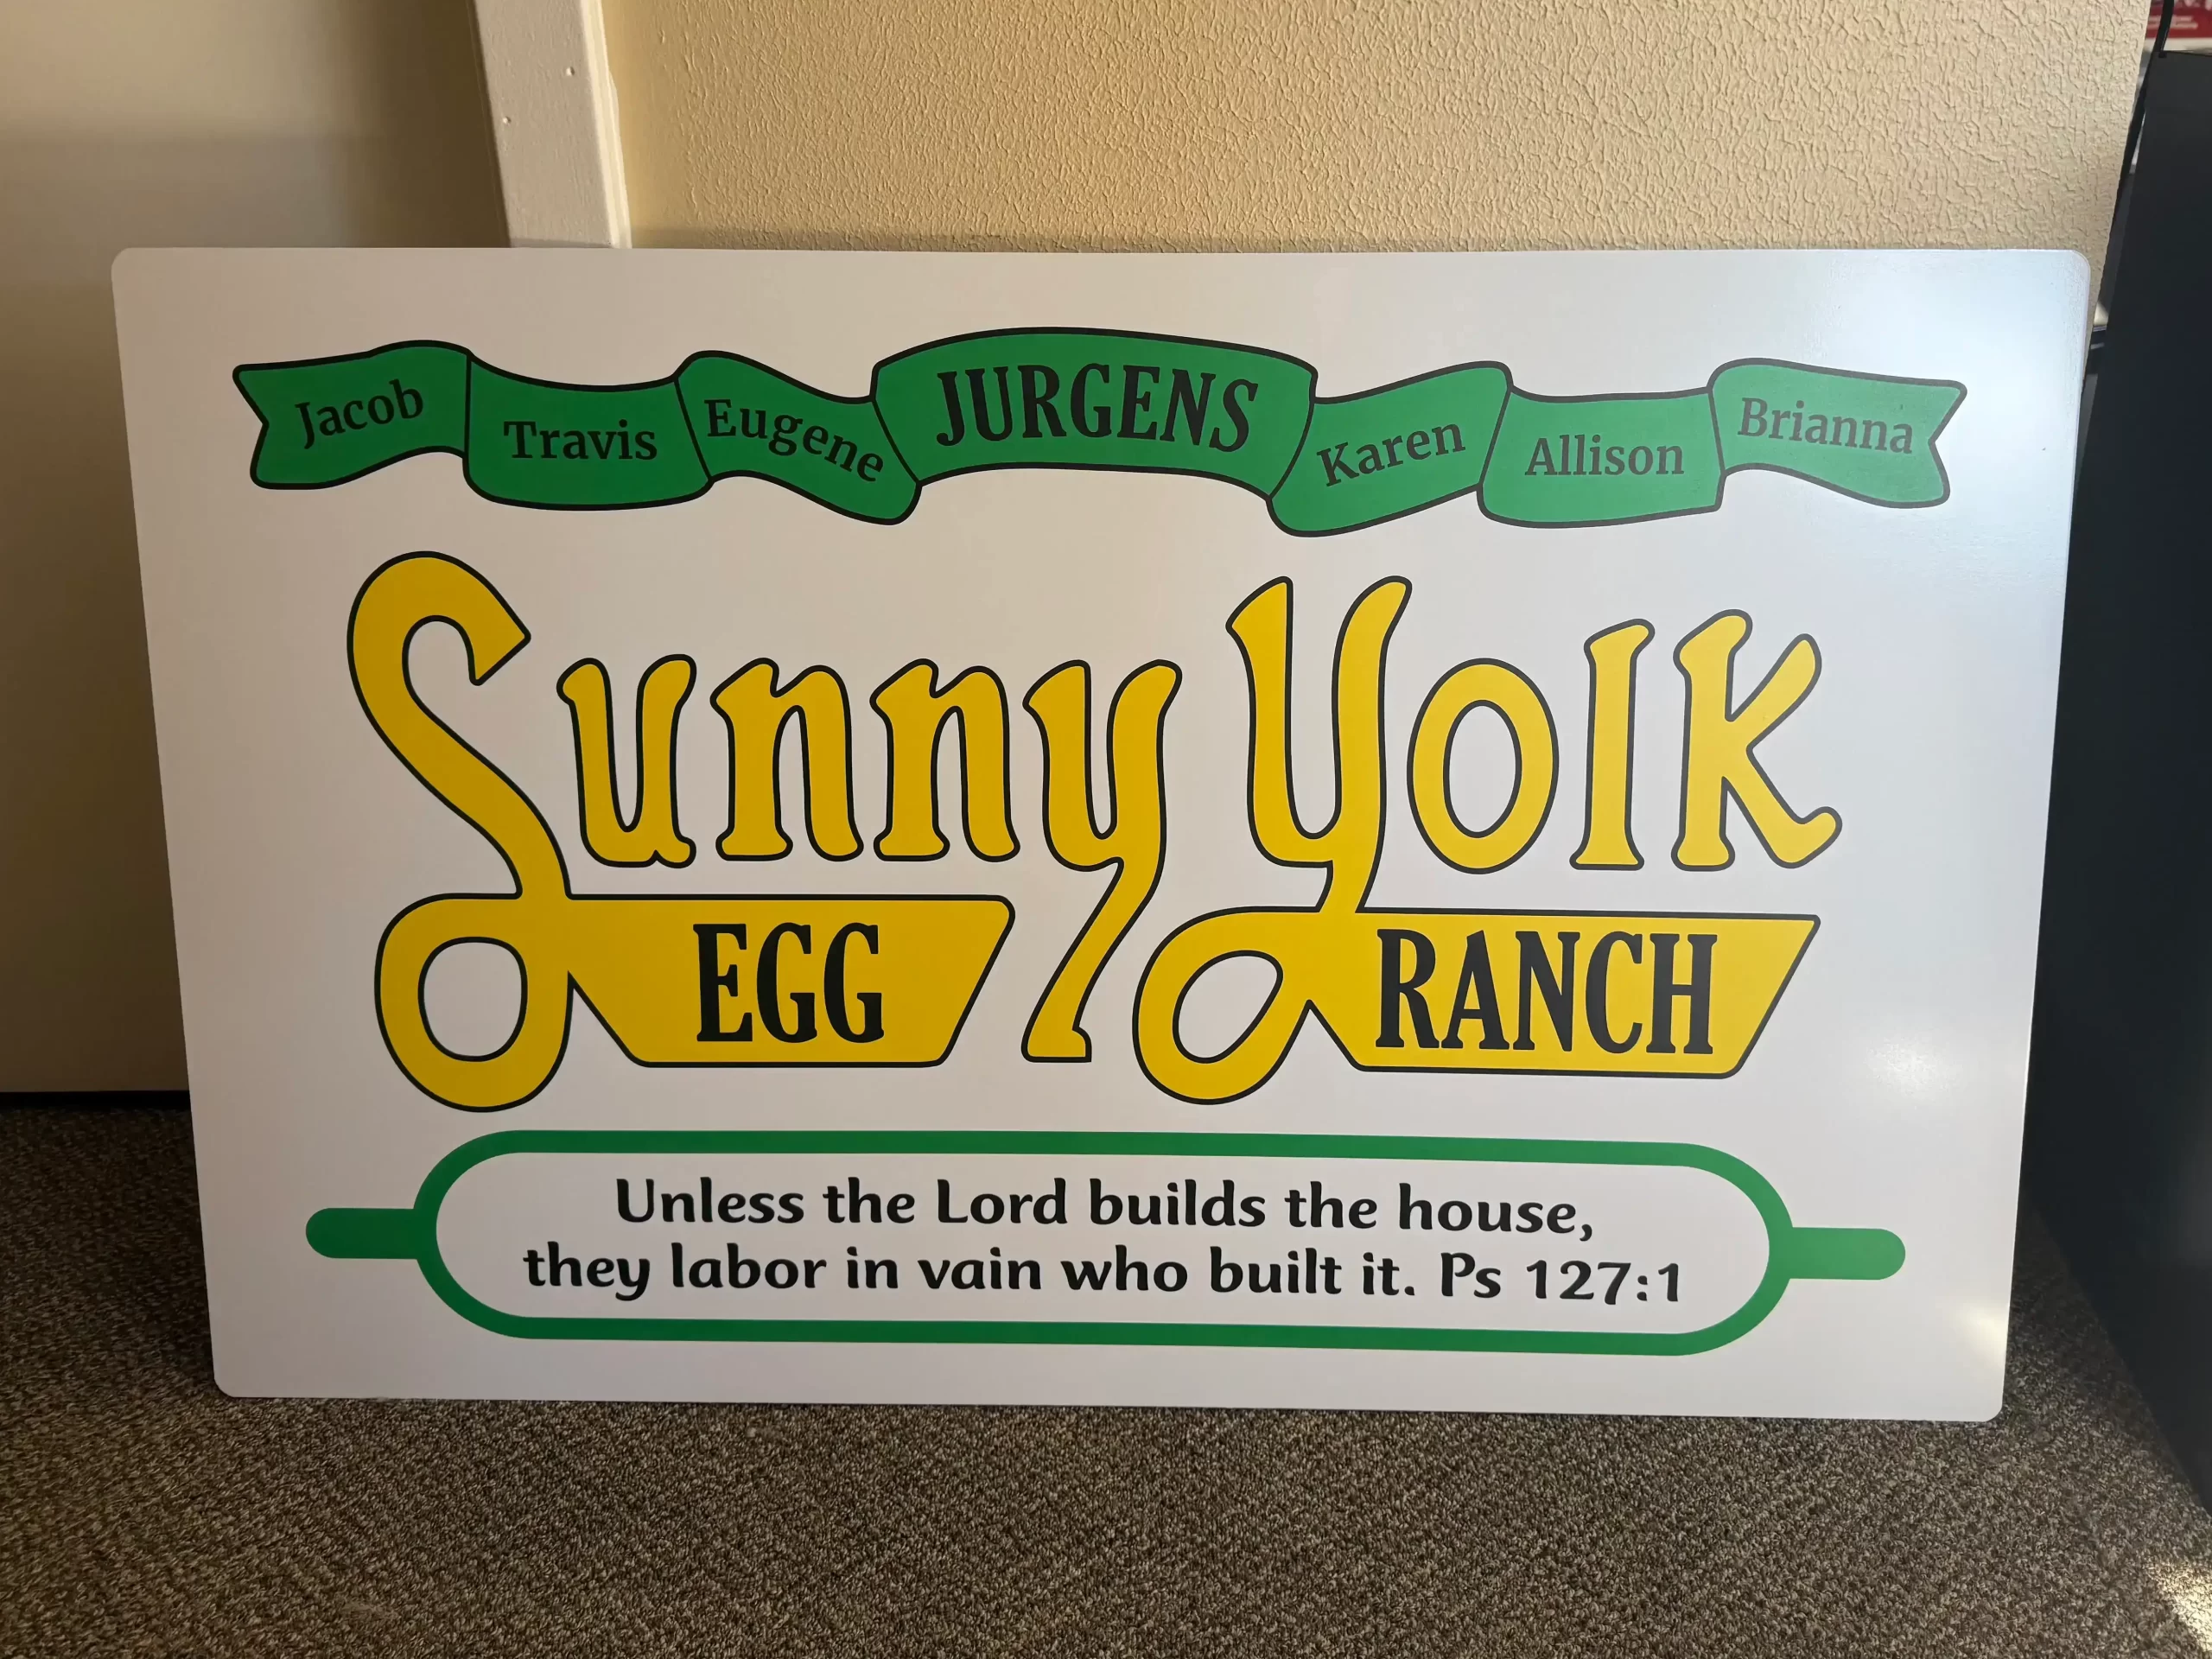 Jacob Travis Eugene JURGENS Karen Allison Brianna
Sunny Yolk
EGG RANCH
Unless the Lord builds the house,
they labor in vain who built it. Ps 127:1